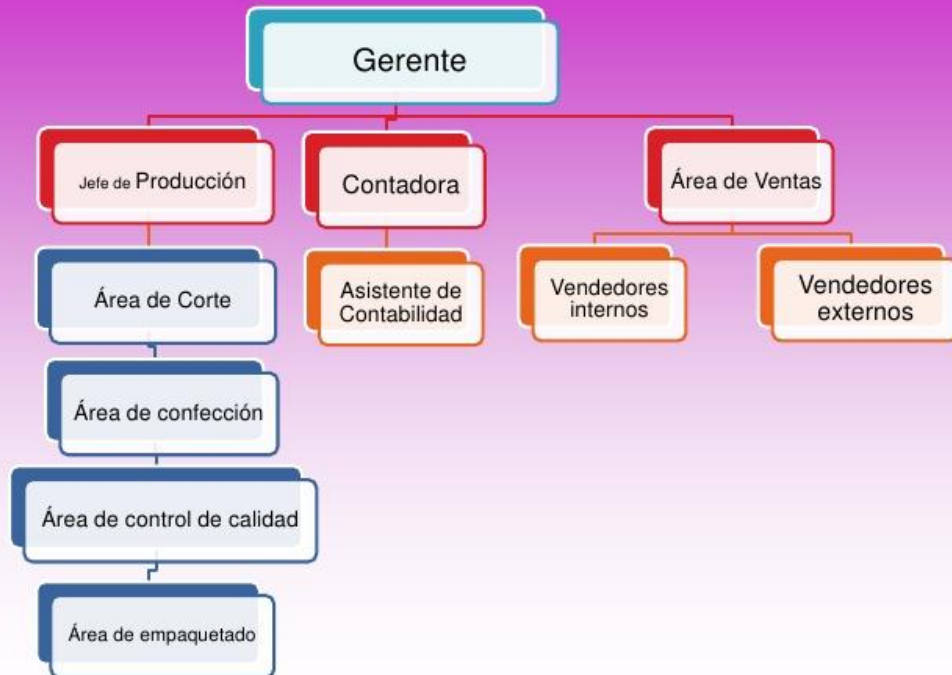 Gerente
Jefe de Producción
Contadora
Área de Ventas
Área de Corte
Asistente de
Contabilidad
Vendedores
internos
Vendedores
externos
Área de confección
Área de control de calidad
Área de empaquetado